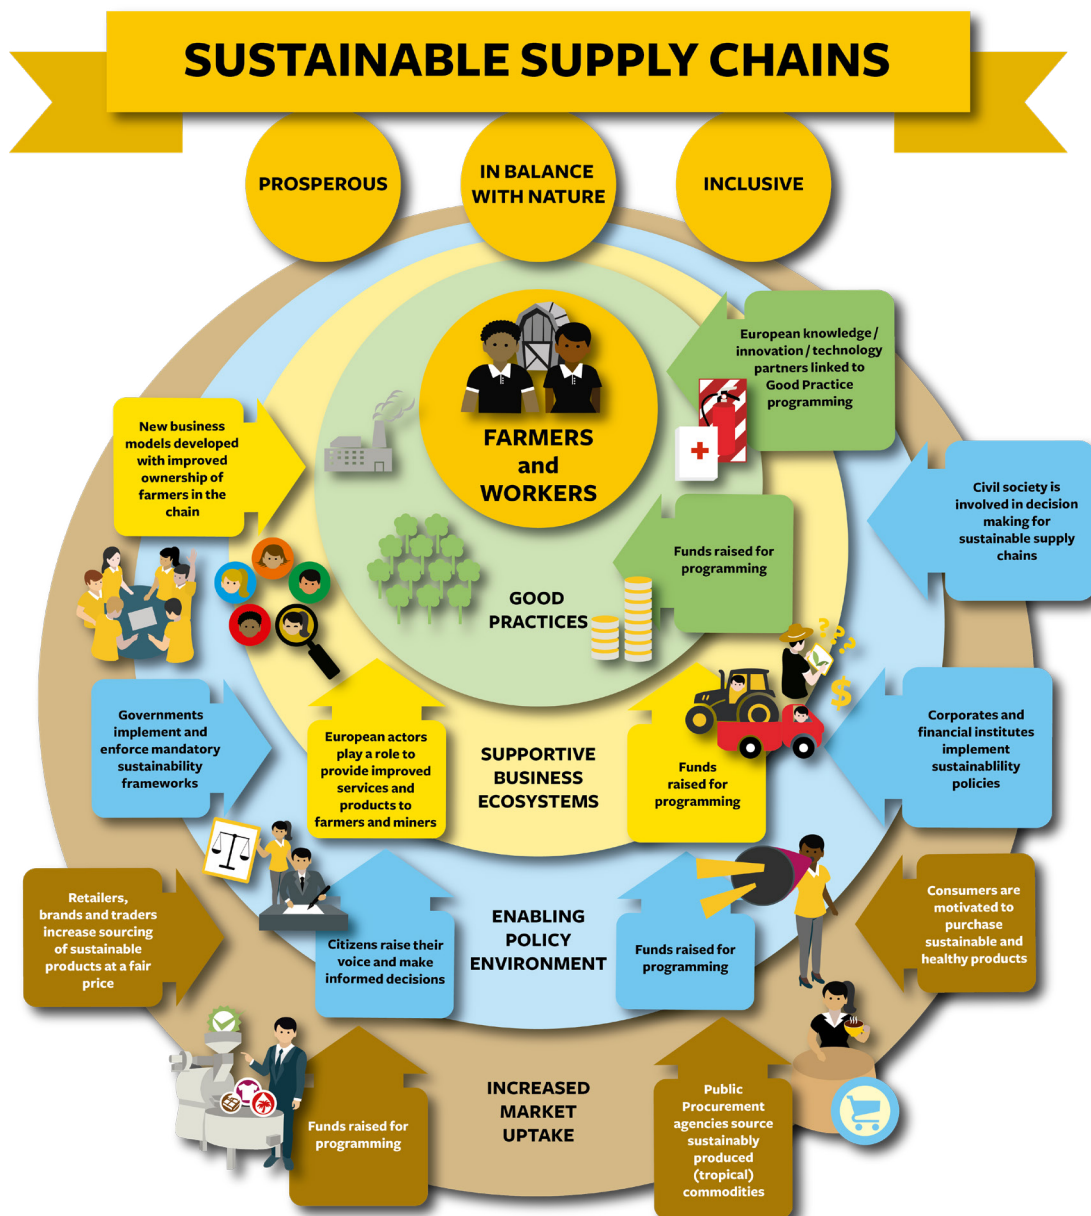 SUSTAINABLE SUPPLY CHAINS
PROSPEROUS
IN BALANCE
WITH NATURE
INCLUSIVE
FARMERS
and
WORKERS
European knowledge /
innovation / technology
partners linked to
Good Practice
programming
New business
models developed
with improved
ownership of
farmers in the
chain
Civil society is
involved in decision
making for
sustainable supply
chains
Funds raised for
programming
GOOD
PRACTICES
???
$
Governments
implement and
enforce mandatory
sustainability
frameworks
European actors
play a role to
provide improved
services and
products to
farmers and miners
SUPPORTIVE
BUSINESS
ECOSYSTEMS
Funds
raised for
programming
Corporates and
financial institutes
implement
sustainablility
policies
Retailers,
brands and traders
increase sourcing
of sustainable
products at a fair
price
Citizens raise their
voice and make
informed decisions
ENABLING
POLICY
ENVIRONMENT
Funds raised for
programming
Consumers are
motivated to
purchase
sustainable and
healthy products
Funds raised for
programming
INCREASED
MARKET
UPTAKE
Public
Procurement
agencies source
sustainably
produced
(tropical)
commodities